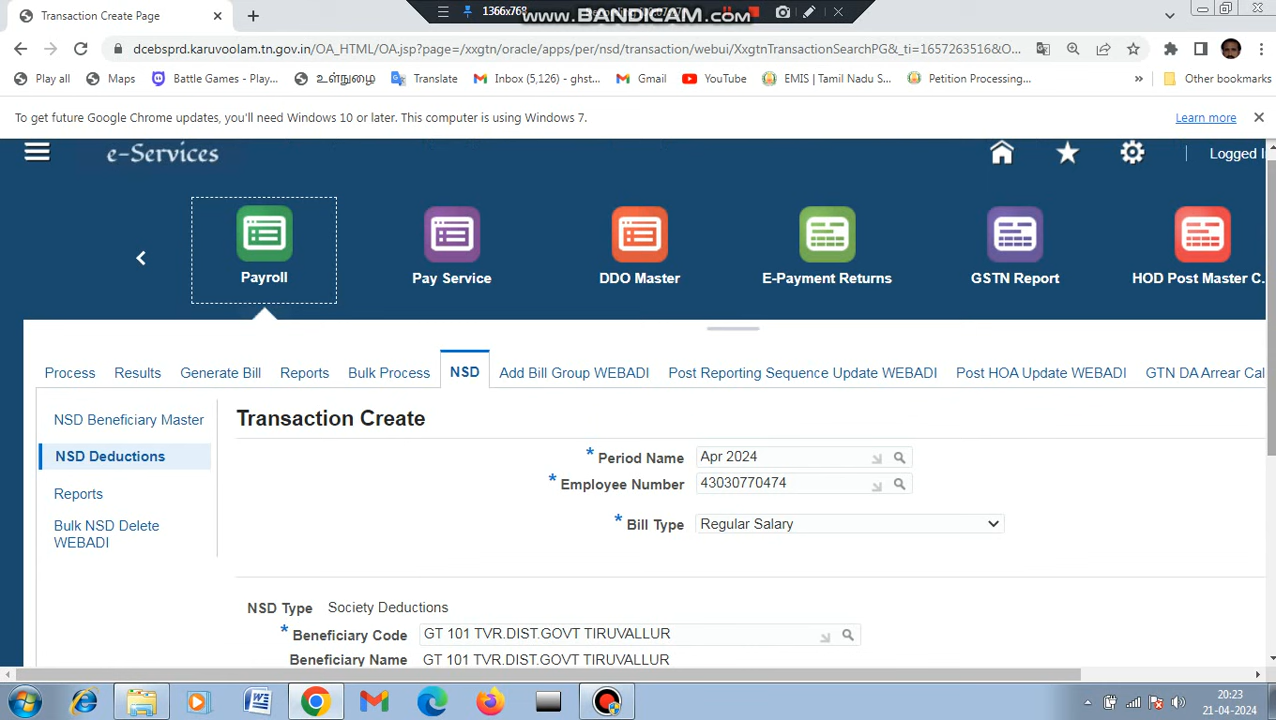 Transaction Create Page
1366x768
www.BANDICAM.com
dcebsprd.karuvoolam.tn.gov.in/OA_HTML/OA.jsp?page=/xxgtn/oracle/apps/per/nsd/transaction/webui/XxgtnTransactionSearchPG&_ti=1657263516&O...
Play all Maps Battle Games - Play... உள்நுழை Translate Inbox (5,126) - ghst... Gmail YouTube EMIS | Tamil Nadu S... Petition Processing... » Other bookmarks
To get future Google Chrome updates, you'll need Windows 10 or later. This computer is using Windows 7. Learn more
e-Services Logged I
Payroll Pay Service DDO Master E-Payment Returns GSTN Report HOD Post Master C...
Process Results Generate Bill Reports Bulk Process NSD Add Bill Group WEBADI Post Reporting Sequence Update WEBADI Post HOA Update WEBADI GTN DA Arrear Cal
NSD Beneficiary Master
NSD Deductions
Reports
Bulk NSD Delete
WEBADI
Transaction Create
* Period Name Apr 2024
* Employee Number 43030770474
* Bill Type Regular Salary
NSD Type Society Deductions
* Beneficiary Code GT 101 TVR.DIST.GOVT TIRUVALLUR
Beneficiary Name GT 101 TVR.DIST.GOVT TIRUVALLUR
20:23
21-04-2024